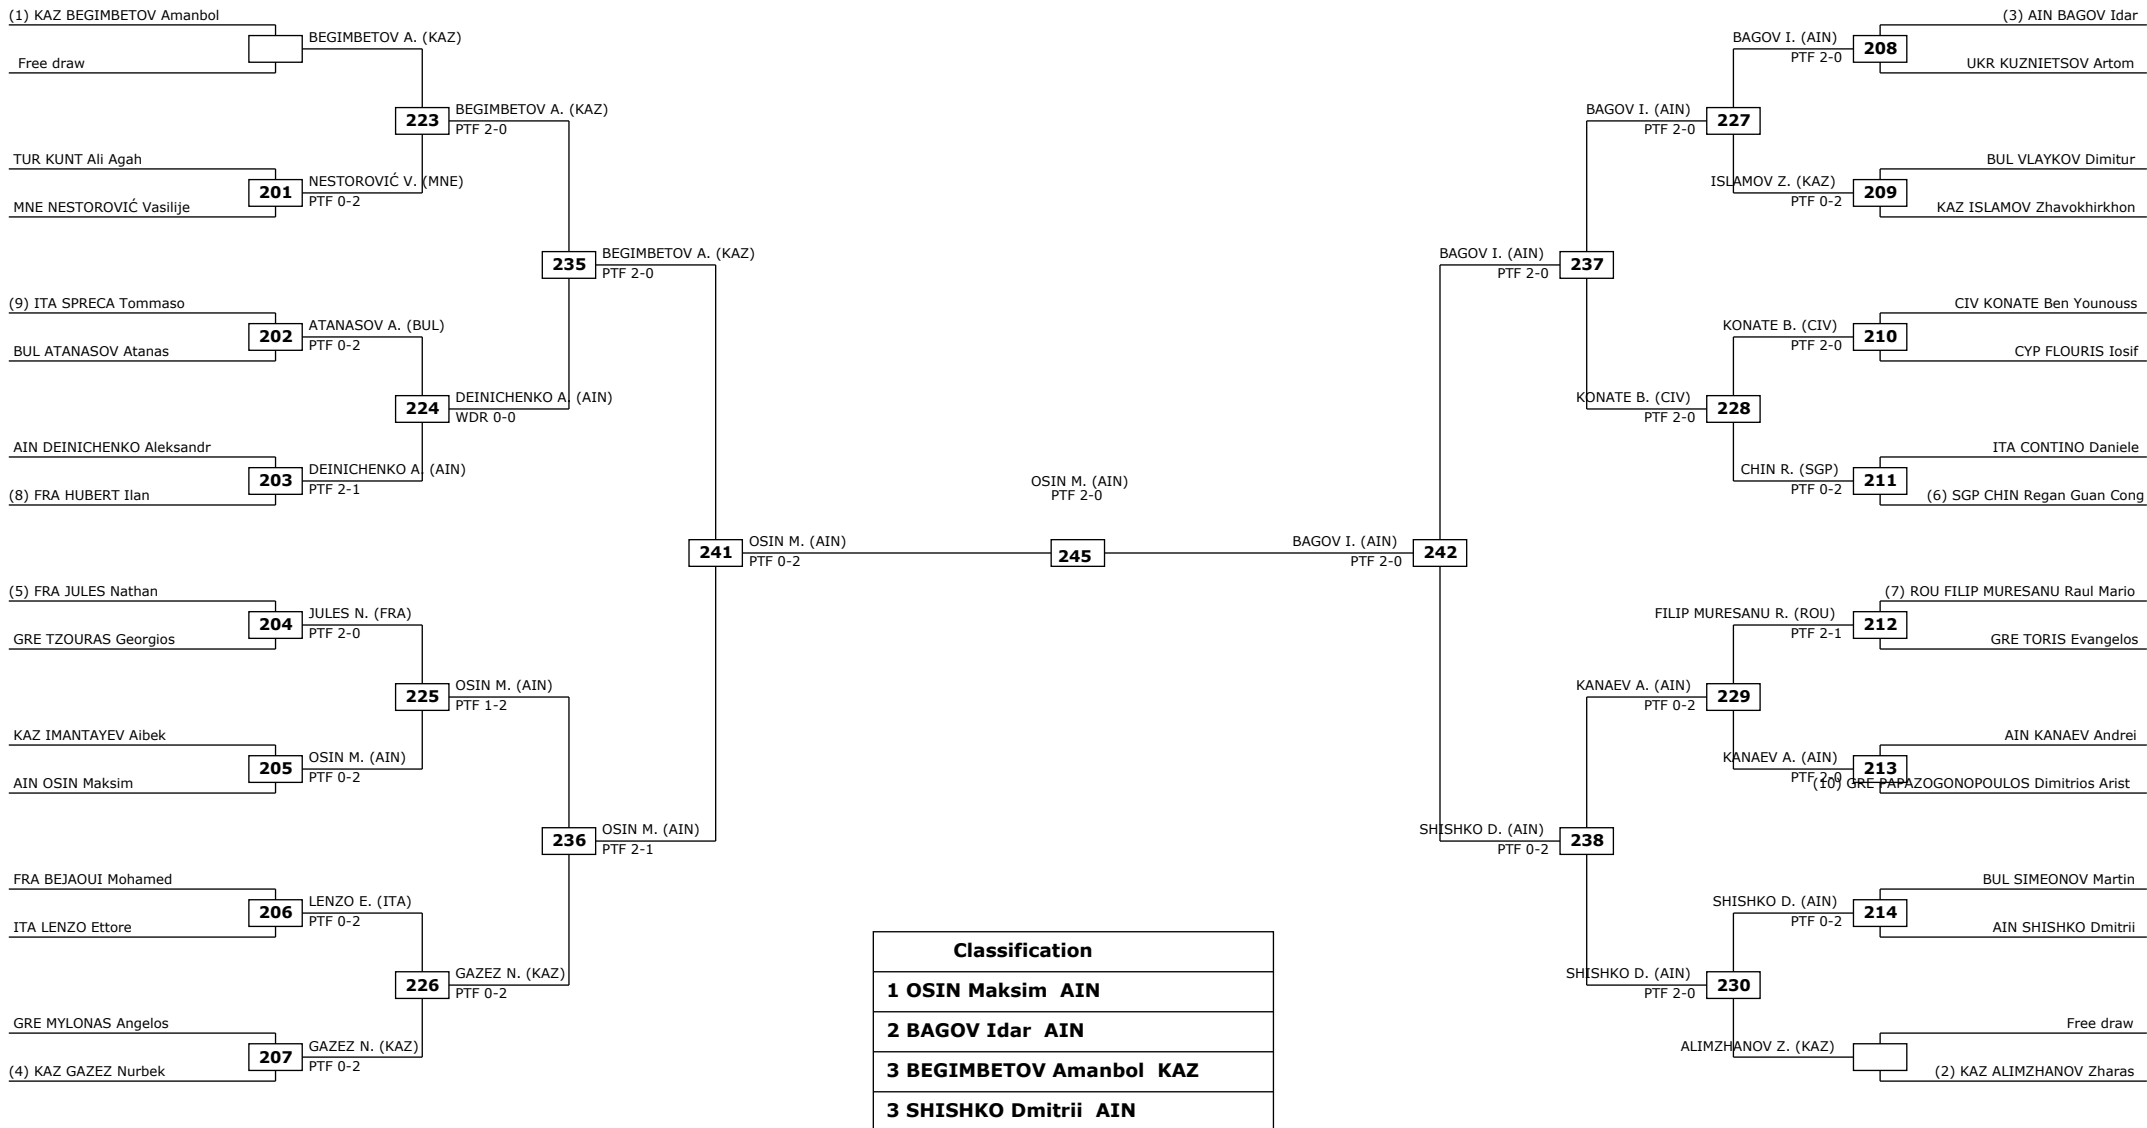 (1) KAZ BEGIMBETOV Amanbol
BEGIMBETOV A. (KAZ)
Free draw
223
BEGIMBETOV A. (KAZ)
PTF 2-0
TUR KUNT Ali Agah
201
NESTOROVIĆ V. (MNE)
PTF 0-2
MNE NESTOROVIĆ Vasilije
235
BEGIMBETOV A. (KAZ)
PTF 2-0
(9) ITA SPRECA Tommaso
202
ATANASOV A. (BUL)
PTF 0-2
BUL ATANASOV Atanas
224
DEINICHENKO A. (AIN)
WDR 0-0
AIN DEINICHENKO Aleksandr
203
DEINICHENKO A. (AIN)
PTF 2-1
(8) FRA HUBERT Ilan
241
OSIN M. (AIN)
PTF 0-2
(5) FRA JULES Nathan
204
JULES N. (FRA)
PTF 2-0
GRE TZOURAS Georgios
225
OSIN M. (AIN)
PTF 1-2
KAZ IMANTAYEV Aibek
205
OSIN M. (AIN)
PTF 0-2
AIN OSIN Maksim
236
OSIN M. (AIN)
PTF 2-1
FRA BEJAOUI Mohamed
206
LENZO E. (ITA)
PTF 0-2
ITA LENZO Ettore
226
GAZEZ N. (KAZ)
PTF 0-2
GRE MYLONAS Angelos
207
GAZEZ N. (KAZ)
PTF 0-2
(4) KAZ GAZEZ Nurbek
OSIN M. (AIN)
PTF 2-0
245
(3) AIN BAGOV Idar
BAGOV I. (AIN)
PTF 2-0
208
UKR KUZNIETSOV Artom
BAGOV I. (AIN)
PTF 2-0
227
BUL VLAYKOV Dimitur
ISLAMOV Z. (KAZ)
PTF 0-2
209
KAZ ISLAMOV Zhavokhirkhon
BAGOV I. (AIN)
PTF 2-0
237
CIV KONATE Ben Younouss
KONATE B. (CIV)
PTF 2-0
210
CYP FLOURIS Iosif
KONATE B. (CIV)
PTF 2-0
228
ITA CONTINO Daniele
CHIN R. (SGP)
PTF 0-2
211
(6) SGP CHIN Regan Guan Cong
BAGOV I. (AIN)
PTF 2-0
242
(7) ROU FILIP MURESANU Raul Mario
FILIP MURESANU R. (ROU)
PTF 2-1
212
GRE TORIS Evangelos
KANAEV A. (AIN)
PTF 0-2
229
AIN KANAEV Andrei
KANAEV A. (AIN)
PTF 2-0
213
(10) GRE PAPAZOGONOPOULOS Dimitrios Arist
SHISHKO D. (AIN)
PTF 0-2
238
BUL SIMEONOV Martin
SHISHKO D. (AIN)
PTF 0-2
214
AIN SHISHKO Dmitrii
SHISHKO D. (AIN)
PTF 2-0
230
Free draw
ALIMZHANOV Z. (KAZ)
(2) KAZ ALIMZHANOV Zharas
Classification
1 OSIN Maksim AIN
2 BAGOV Idar AIN
3 BEGIMBETOV Amanbol KAZ
3 SHISHKO Dmitrii AIN